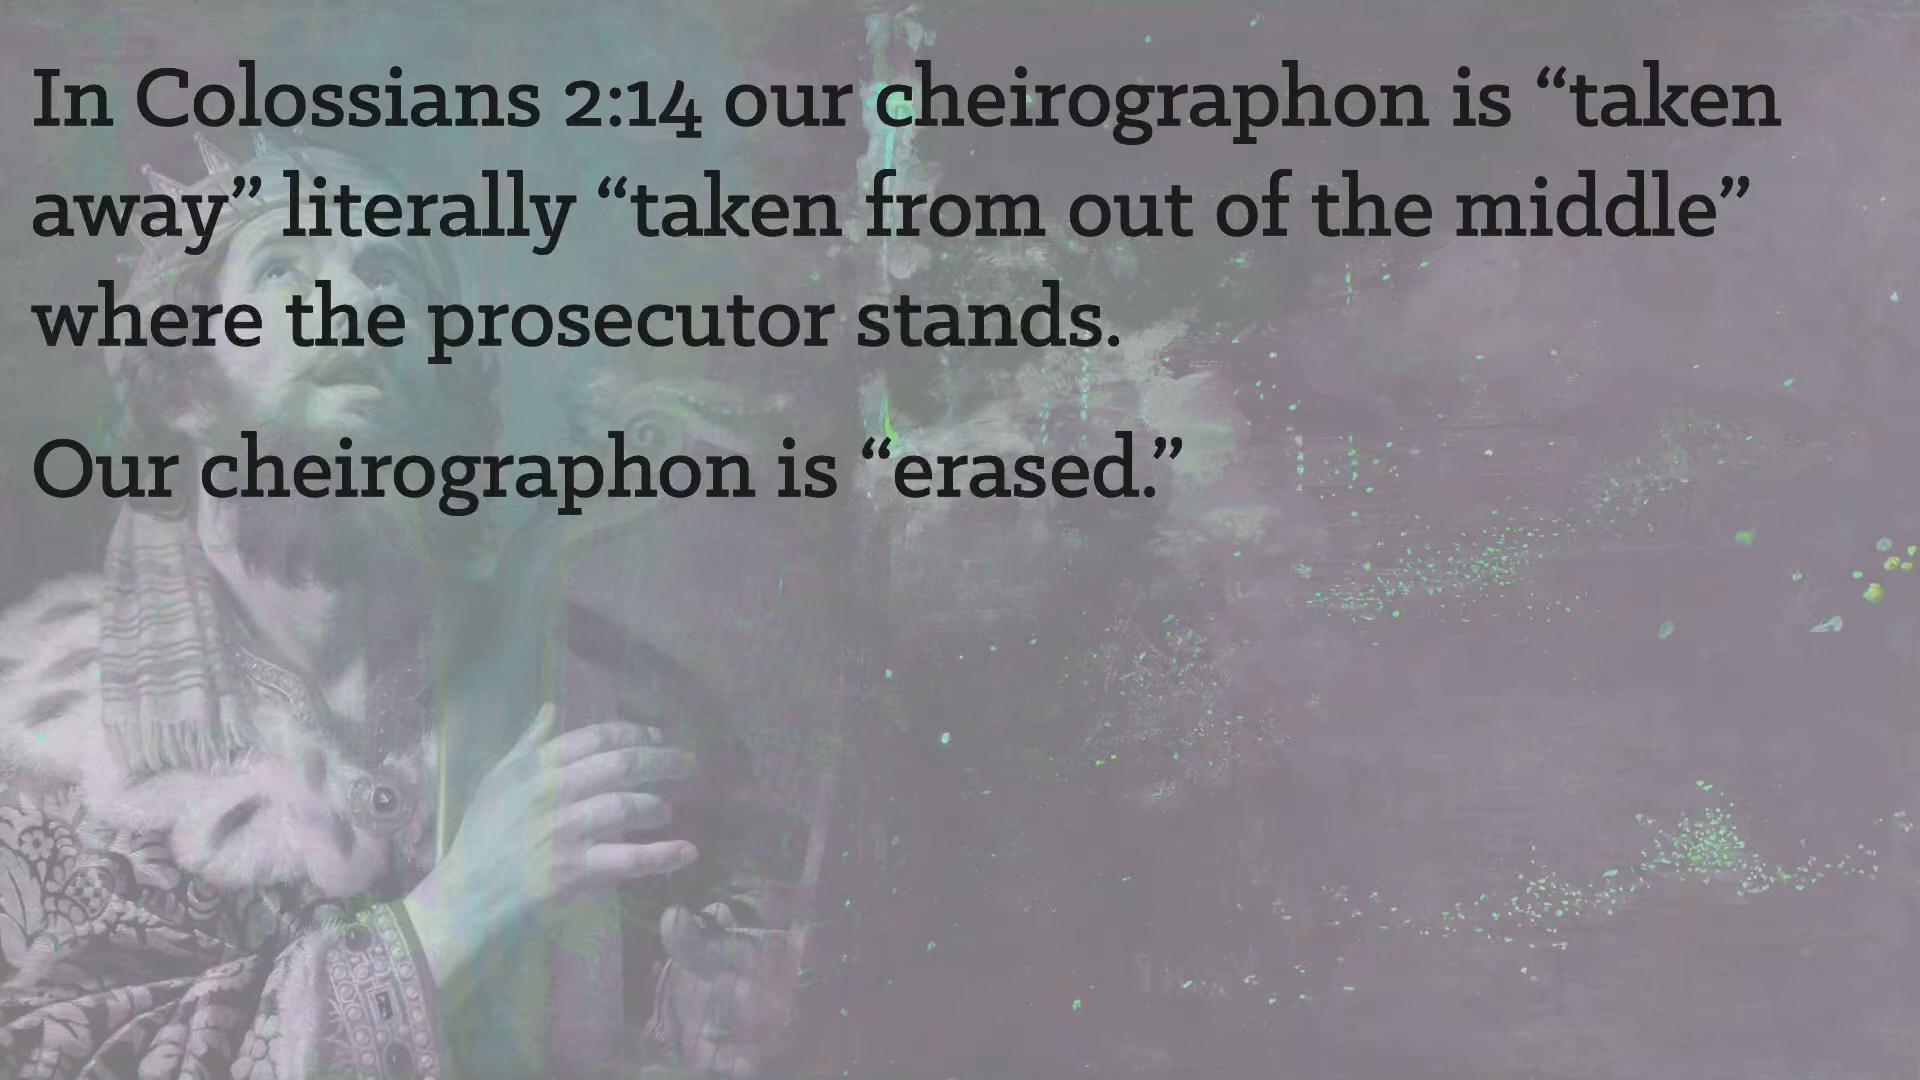 In Colossians 2:14 our cheirographon is “taken
away” literally “taken from out of the middle”
where the prosecutor stands.
Our cheirographon is “erased.”